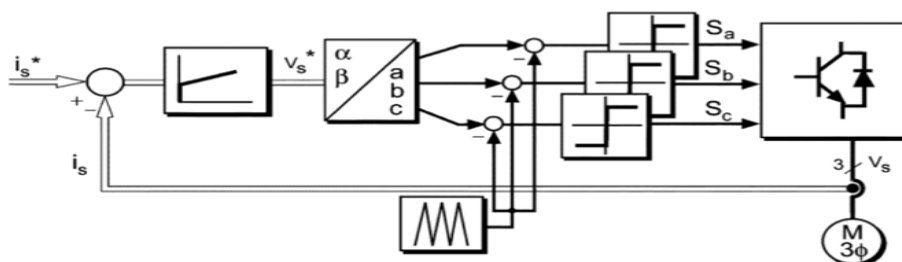 i_s*
+
−
i_s
v_s*
α
β
a
b
c
−
−
−
S_a
S_b
S_c
3
V_s
M
3ϕ